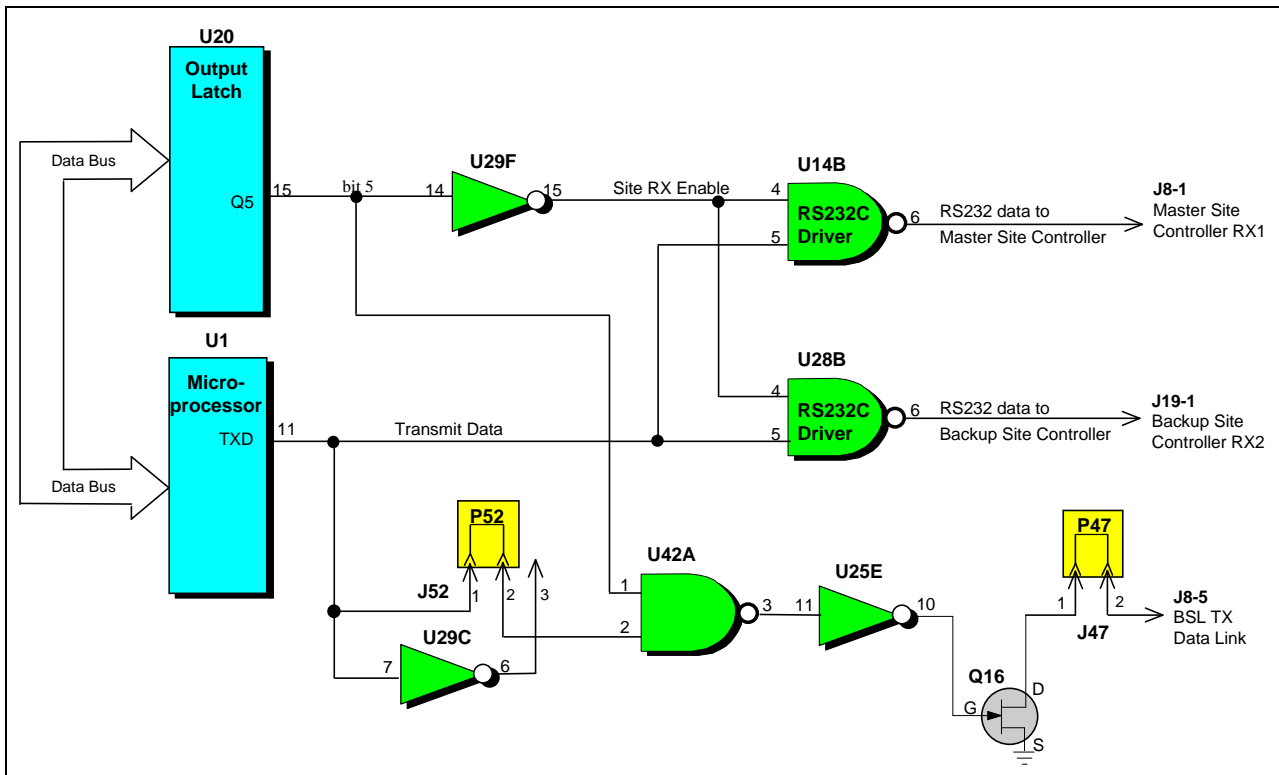 U20
Output
Latch
Data Bus
Q5
15
bit 5
14
U29F
15
Site RX Enable
U14B
4
5
RS232C
Driver
6
RS232 data to
Master Site Controller
J8-1
Master Site
Controller RX1
U1
Micro-
processor
TXD
11
Transmit Data
Data Bus
U28B
4
5
RS232C
Driver
6
RS232 data to
Backup Site Controller
J19-1
Backup Site
Controller RX2
P52
J52
1
2
3
U29C
7
6
U42A
1
2
3
U25E
11
10
P47
1
2
J47
J8-5
BSL TX
Data Link
Q16
G
D
S